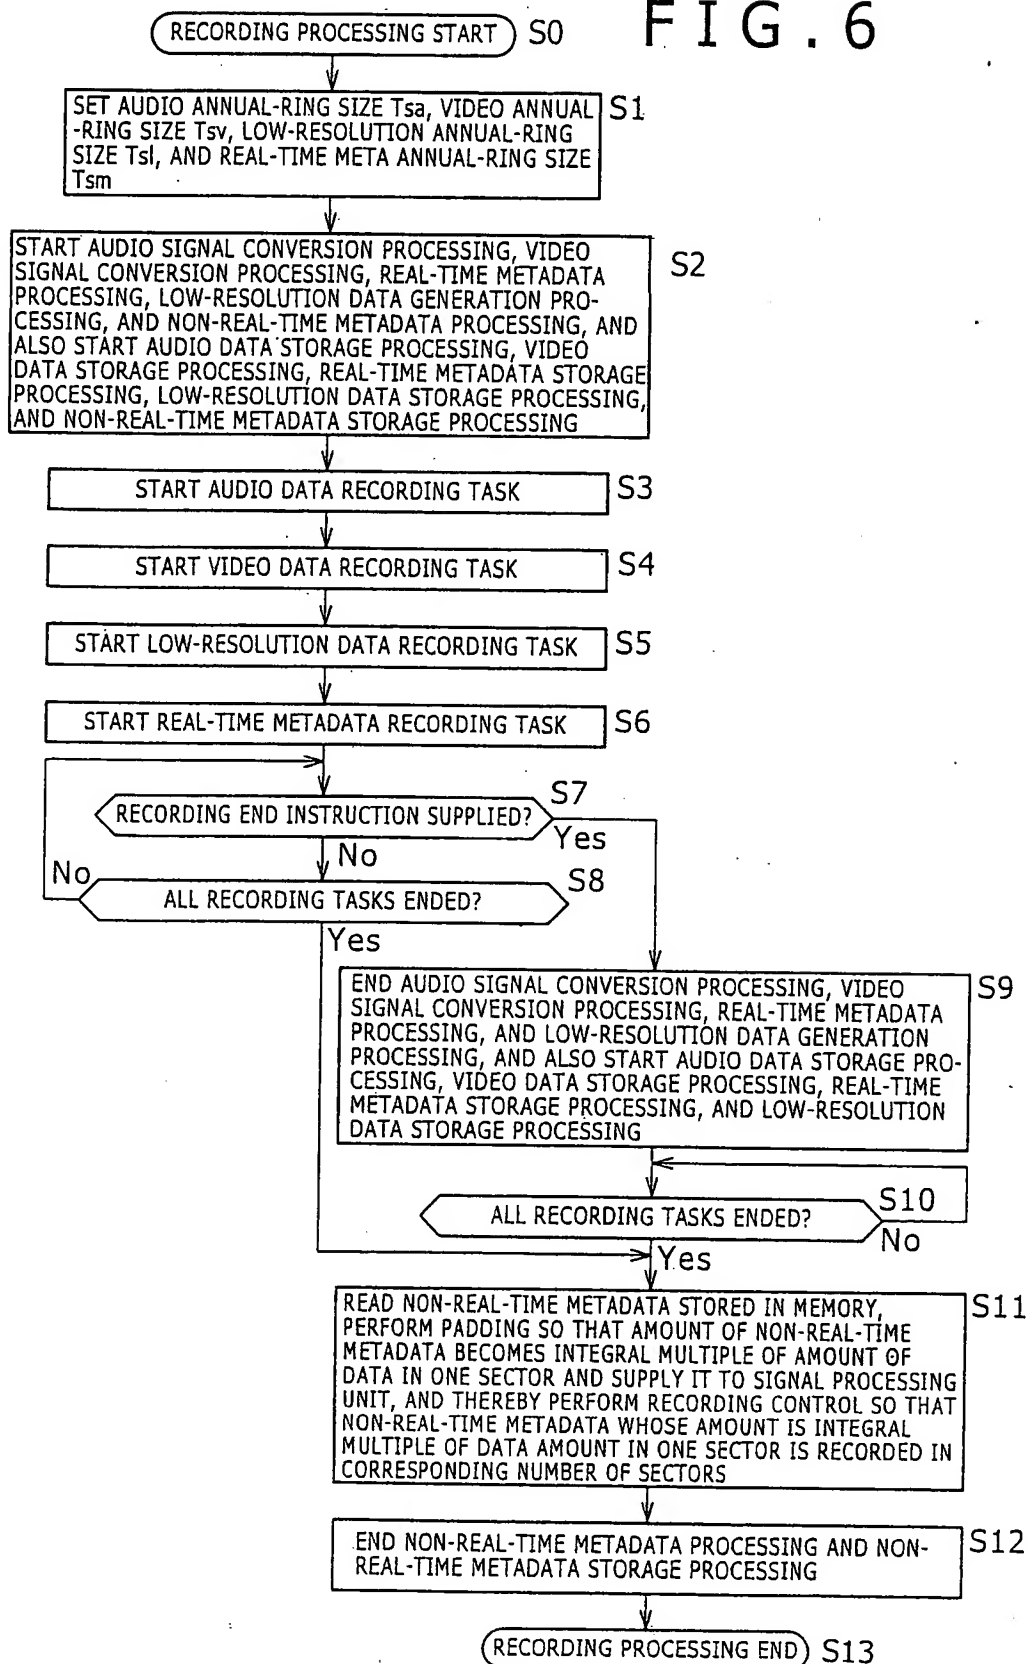 FIG. 6
RECORDING PROCESSING START S0
SET AUDIO ANNUAL-RING SIZE Tsa, VIDEO ANNUAL S1
-RING SIZE Tsv, LOW-RESOLUTION ANNUAL-RING
SIZE Tsl, AND REAL-TIME META ANNUAL-RING SIZE
Tsm
START AUDIO SIGNAL CONVERSION PROCESSING, VIDEO S2
SIGNAL CONVERSION PROCESSING, REAL-TIME METADATA
PROCESSING, LOW-RESOLUTION DATA GENERATION PRO-
CESSING, AND NON-REAL-TIME METADATA PROCESSING, AND
ALSO START AUDIO DATA STORAGE PROCESSING, VIDEO
DATA STORAGE PROCESSING, REAL-TIME METADATA STORAGE
PROCESSING, LOW-RESOLUTION DATA STORAGE PROCESSING,
AND NON-REAL-TIME METADATA STORAGE PROCESSING
START AUDIO DATA RECORDING TASK S3
START VIDEO DATA RECORDING TASK S4
START LOW-RESOLUTION DATA RECORDING TASK S5
START REAL-TIME METADATA RECORDING TASK S6
RECORDING END INSTRUCTION SUPPLIED? S7
Yes
No
No
ALL RECORDING TASKS ENDED? S8
Yes
END AUDIO SIGNAL CONVERSION PROCESSING, VIDEO S9
SIGNAL CONVERSION PROCESSING, REAL-TIME METADATA
PROCESSING, AND LOW-RESOLUTION DATA GENERATION
PROCESSING, AND ALSO START AUDIO DATA STORAGE PRO-
CESSING, VIDEO DATA STORAGE PROCESSING, REAL-TIME
METADATA STORAGE PROCESSING, AND LOW-RESOLUTION
DATA STORAGE PROCESSING
ALL RECORDING TASKS ENDED? S10
No
Yes
READ NON-REAL-TIME METADATA STORED IN MEMORY, S11
PERFORM PADDING SO THAT AMOUNT OF NON-REAL-TIME
METADATA BECOMES INTEGRAL MULTIPLE OF AMOUNT OF
DATA IN ONE SECTOR AND SUPPLY IT TO SIGNAL PROCESSING
UNIT, AND THEREBY PERFORM RECORDING CONTROL SO THAT
NON-REAL-TIME METADATA WHOSE AMOUNT IS INTEGRAL
MULTIPLE OF DATA AMOUNT IN ONE SECTOR IS RECORDED IN
CORRESPONDING NUMBER OF SECTORS
END NON-REAL-TIME METADATA PROCESSING AND NON- S12
REAL-TIME METADATA STORAGE PROCESSING
RECORDING PROCESSING END S13